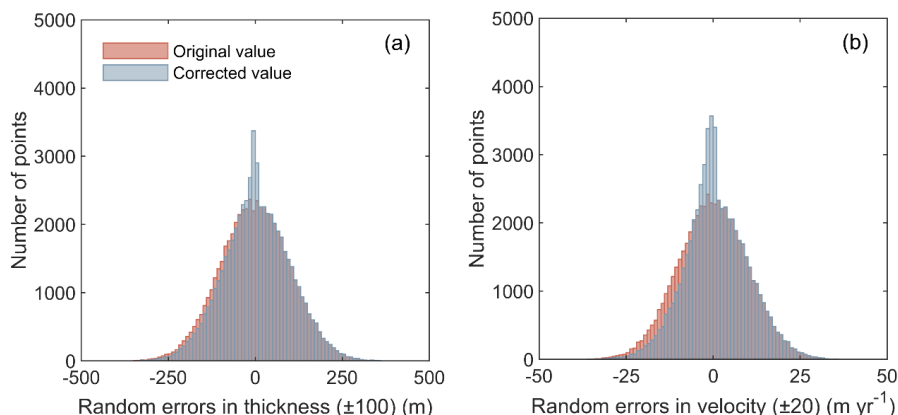 (a)
Original value
Corrected value
Number of points
5000
4000
3000
2000
1000
0
-500
-250
0
250
500
Random errors in thickness (±100) (m)
(b)
Number of points
5000
4000
3000
2000
1000
0
-50
-25
0
25
50
Random errors in velocity (±20) (m yr⁻¹)